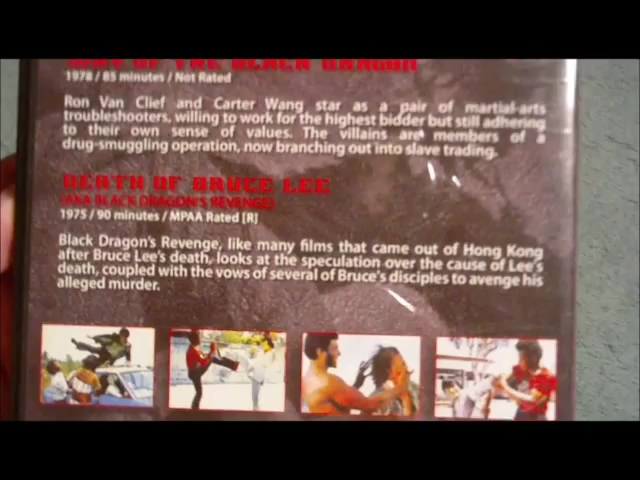 WAY OF THE BLACK DRAGON
1978 / 85 minutes / Not Rated
Ron Van Clief and Carter Wang star as a pair of martial-arts
troubleshooters, willing to work for the highest bidder but still adhering
to their own sense of values. The villains are members of a
drug-smuggling operation, now branching out into slave trading.
DEATH OF BRUCE LEE
(AKA BLACK DRAGON'S REVENGE)
1975 / 90 minutes / MPAA Rated [R]
Black Dragon's Revenge, like many films that came out of Hong Kong
after Bruce Lee's death, looks at the speculation over the cause of Lee's
death, coupled with the vows of several of Bruce's disciples to avenge his
alleged murder.